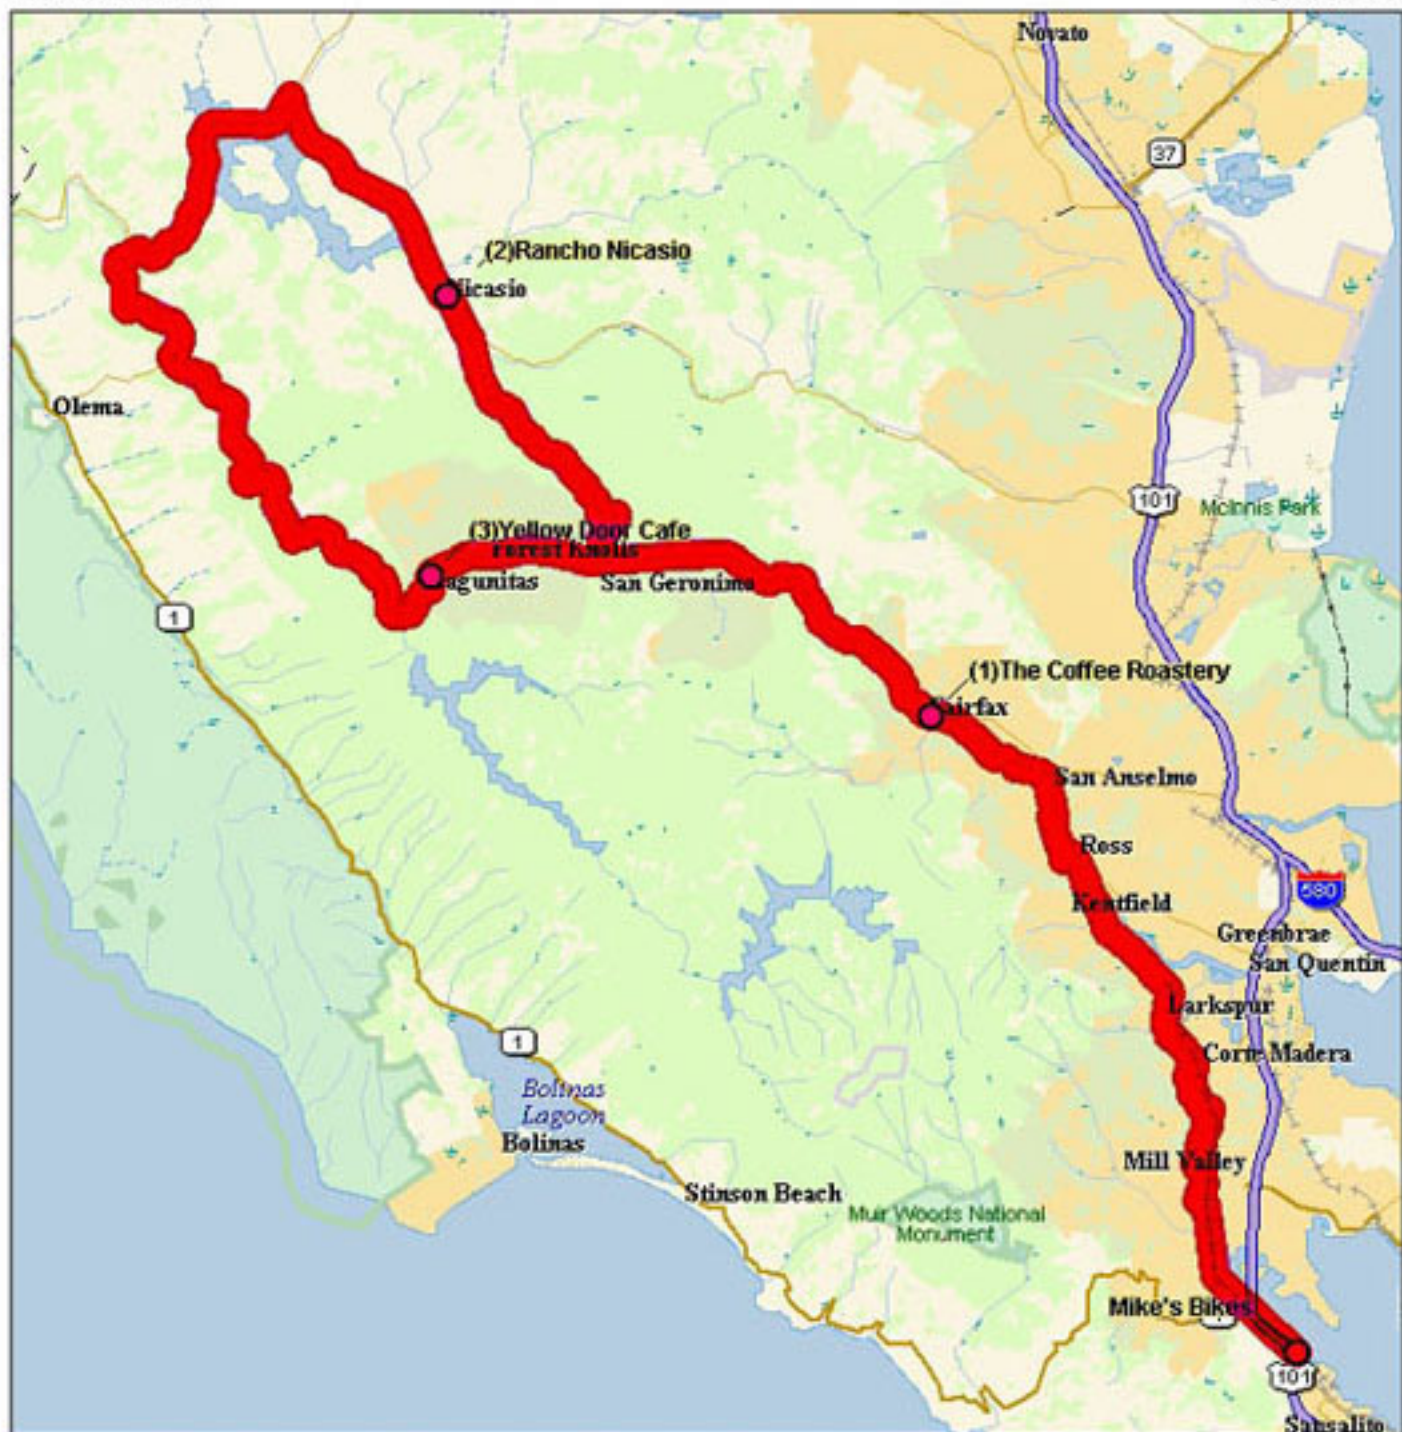 Novato
37
(2)Rancho Nicasio
Nicasio
Olema
101
McInnis Park
(3)Yellow Door Cafe
Forest Knolls
Lagunitas
San Geronimo
1
(1)The Coffee Roastery
Fairfax
San Anselmo
Ross
580
Kentfield
Greenbrae
San Quentin
Larkspur
1
Corte Madera
Bolinas
Lagoon
Bolinas
Mill Valley
Stinson Beach
Muir Woods National
Monument
Mike's Bikes
101
Sausalito